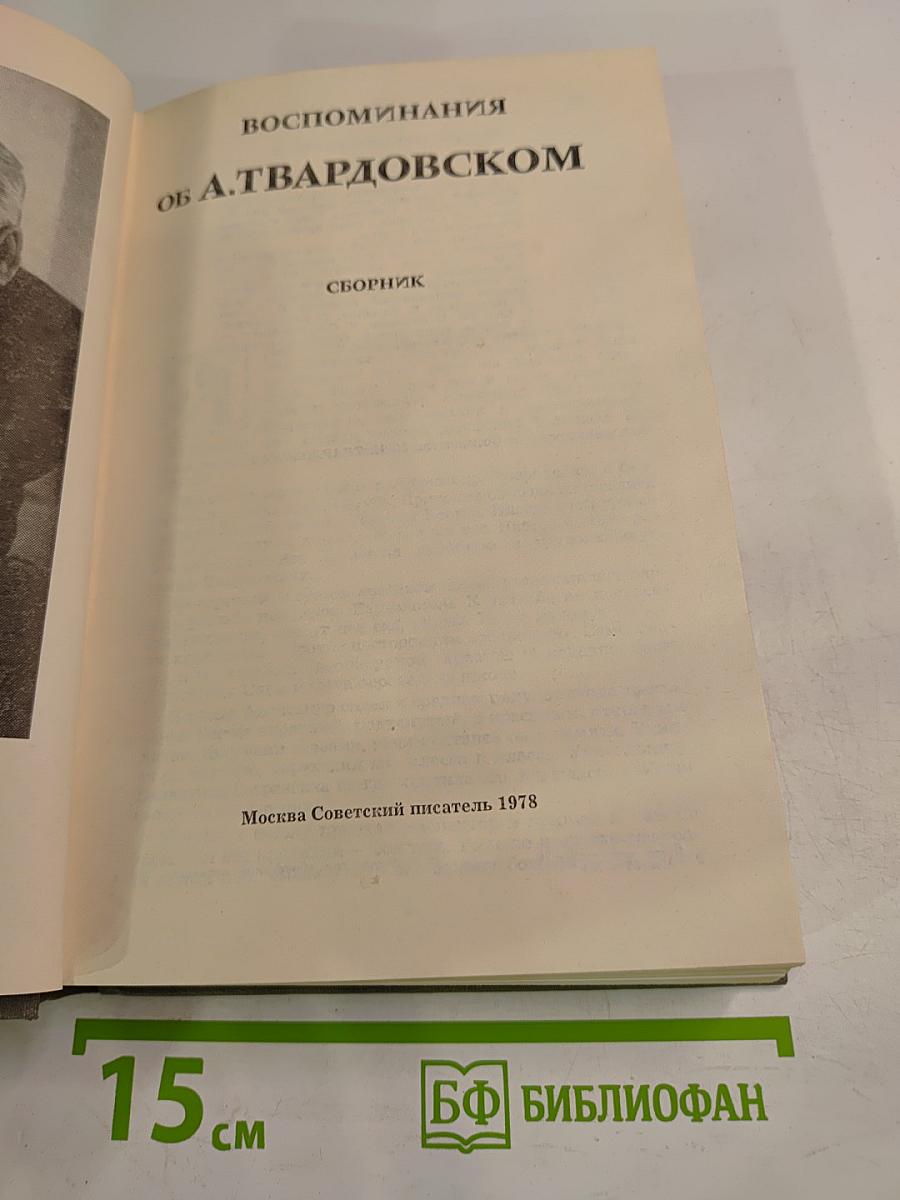 ВОСПОМИНАНИЯ
ОБ А.ТВАРДОВСКОМ
СБОРНИК
Москва Советский писатель 1978
15 см
БФ БИБЛИОФАН